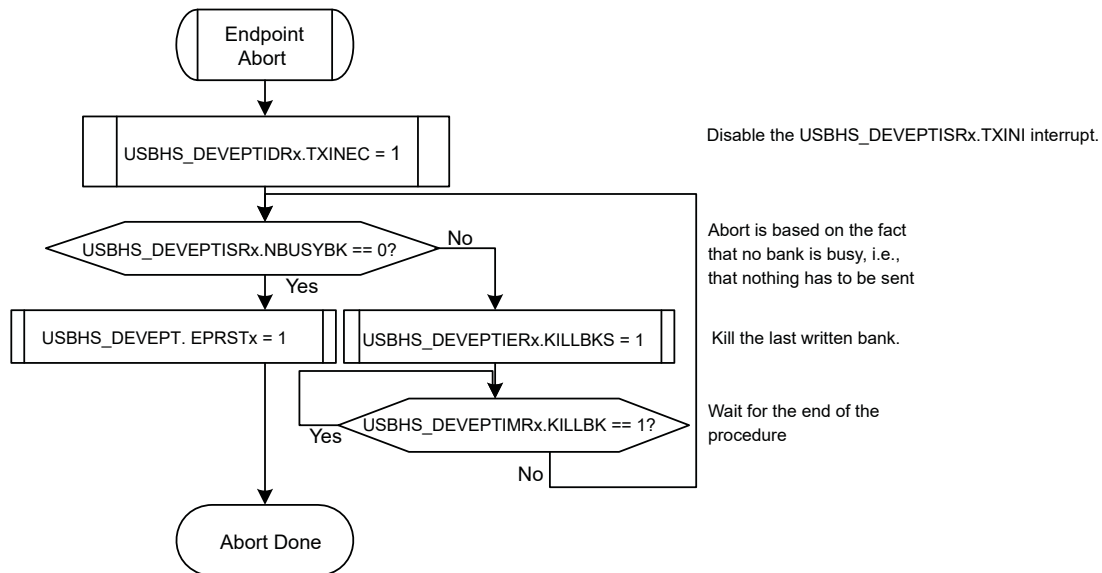 Endpoint
Abort
USBHS_DEVEPTIDRx.TXINEC = 1
Disable the USBHS_DEVEPTISRx.TXINI interrupt.
USBHS_DEVEPTISRx.NBUSYBK == 0?
No
Yes
Abort is based on the fact
that no bank is busy, i.e.,
that nothing has to be sent
USBHS_DEVEPT. EPRSTx = 1
USBHS_DEVEPTIERx.KILLBKS = 1
Kill the last written bank.
USBHS_DEVEPTIMRx.KILLBK == 1?
Yes
No
Wait for the end of the
procedure
Abort Done